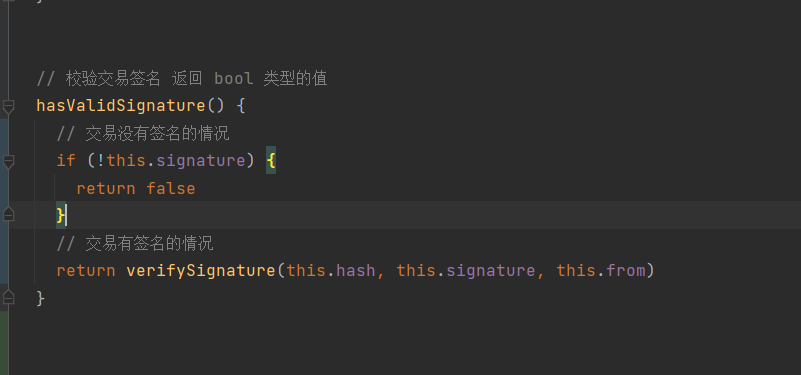 }
// 校验交易签名 返回 bool 类型的值
hasValidSignature() {
// 交易没有签名的情况
if (!this.signature) {
return false
}
// 交易有签名的情况
return verifySignature(this.hash, this.signature, this.from)
}